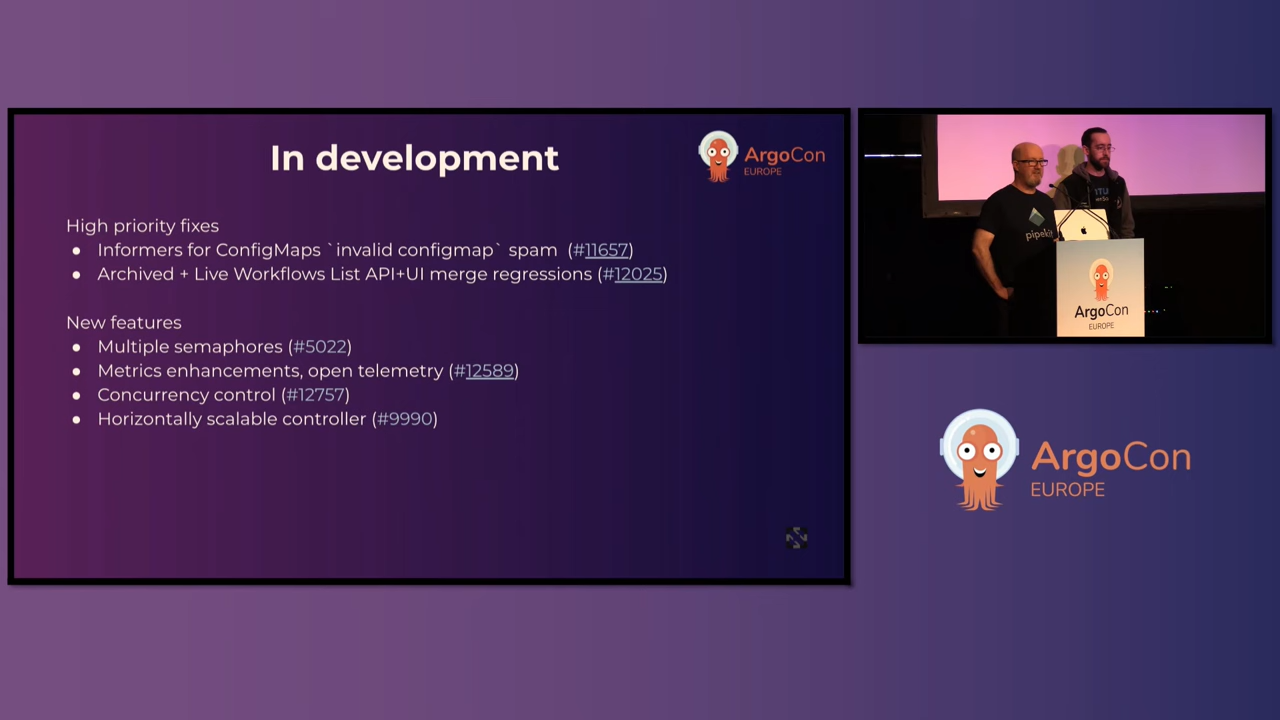 In development
ArgoCon
EUROPE
High priority fixes
● Informers for ConfigMaps `invalid configmap` spam (#11657)
● Archived + Live Workflows List API+UI merge regressions (#12025)
New features
● Multiple semaphores (#5022)
● Metrics enhancements, open telemetry (#12589)
● Concurrency control (#12757)
● Horizontally scalable controller (#9990)
pipekit
ArgoCon
EUROPE
ArgoCon
EUROPE